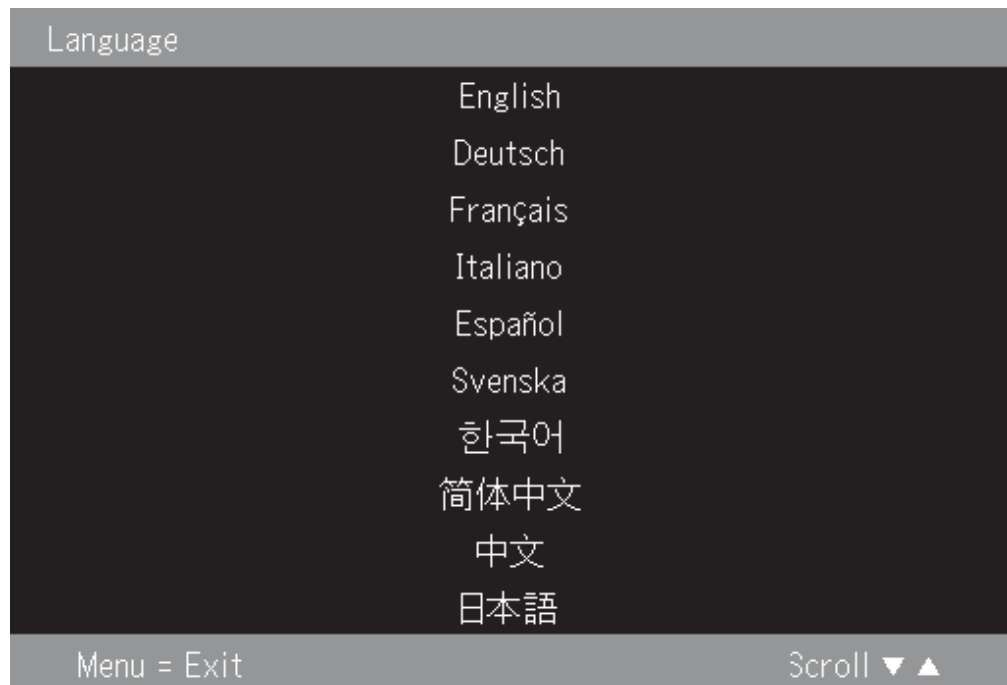 Language
English
Deutsch
Français
Italiano
Español
Svenska
한국어
简体中文
中文
日本語
Menu = Exit Scroll ▼ ▲